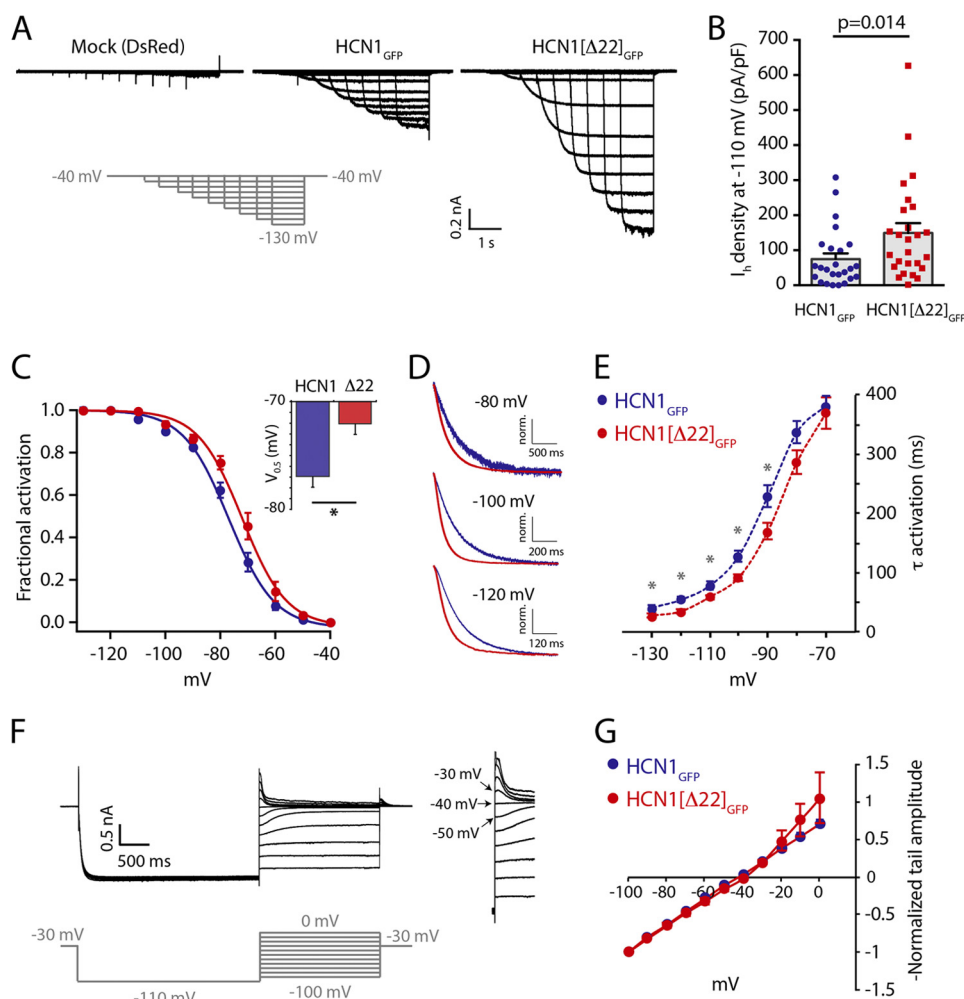 A
Mock (DsRed)
HCN1GFP
HCN1[Δ22]GFP
-40 mV
-40 mV
-130 mV
0.2 nA
1 s
B
p=0.014
Ih density at -110 mV (pA/pF)
700
600
500
400
300
200
100
0
HCN1GFP
HCN1[Δ22]GFP
C
Fractional activation
1.0
0.8
0.6
0.4
0.2
0.0
-120 -100 -80 -60 -40
mV
HCN1 Δ22
V0.5 (mV)
-70
-80
*
D
-80 mV
norm.
500 ms
-100 mV
norm.
200 ms
-120 mV
norm.
120 ms
E
HCN1GFP
HCN1[Δ22]GFP
* * * * *
400
300
200
100
0
τ activation (ms)
-130 -110 -90 -70
mV
F
0.5 nA
500 ms
-30 mV
-40 mV
-50 mV
0 mV
-30 mV
-30 mV
-110 mV
-100 mV
G
HCN1GFP
HCN1[Δ22]GFP
1.5
1
0.5
0
-0.5
-1
-1.5
-Normalized tail amplitude
-100 -80 -60 -40 -20 0
mV